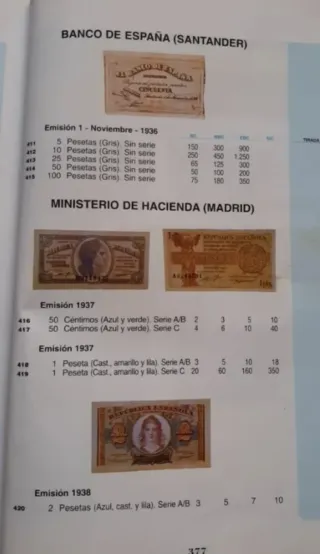 BANCO DE ESPAÑA (SANTANDER)
Emisión 1 - Noviembre - 1936
411 5 Pesetas (Gris). Sin serie 150 300 900
412 10 Pesetas (Gris). Sin serie 250 450 1.250
413 25 Pesetas (Gris). Sin serie 65 125 300
414 50 Pesetas (Gris). Sin serie 50 100 200
415 100 Pesetas (Gris). Sin serie 75 180 350
MINISTERIO DE HACIENDA (MADRID)
Emisión 1937
416 50 Céntimos (Azul y verde). Serie A/B 2 3 5 10
417 50 Céntimos (Azul y verde). Serie C 4 6 10 40
Emisión 1937
418 1 Peseta (Cast., amarillo y lila). Serie A/B 3 5 10 18
419 1 Peseta (Cast., amarillo y lila). Serie C 20 60 160 350
REPUBLICA ESPAÑOLA
2 2
Emisión 1938
420 2 Pesetas (Azul, cast. y lila). Serie A/B 3 5 7 10
377